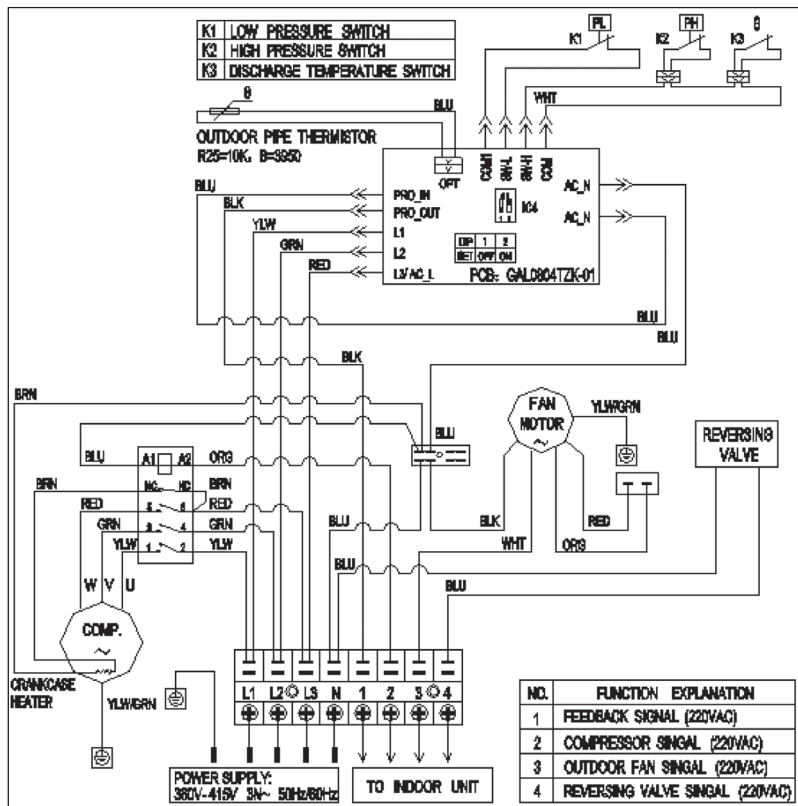 K1 LOW PRESSURE SWITCH
K2 HIGH PRESSURE SWITCH
K3 DISCHARGE TEMPERATURE SWITCH
PL
K1
PH
K2
θ
K3
WHT
θ
BLU
OUTDOOR PIPE THERMISTOR
R25=10K, B=3950
OPT
COM1
SW-L
SW-H
COM
BLU
PRO_IN
BLK
PRO_OUT
YLW
L1
GRN
L2
RED
L3/AC_L
AC_N
AC_N
IC4
1 2
DIP 1 2
SET OFF ON
PCB: GAL0804TZK-01
BLU
BLU
BLK
BRN
FAN MOTOR
~
YLW/GRN
REVERSING VALVE
BLU
BLU
A1 A2
ORG
BRN
NC NC
BRN
RED
5 6
RED
GRN
3 4
GRN
YLW
1 2
YLW
BLU
BLK
RED
WHT
ORG
BLU
BLU
W V U
COMP.
~
CRANKCASE HEATER
YLW/GRN
L1 L2 L3 N 1 2 3 4
POWER SUPPLY:
380V-415V 3N~ 50Hz/60Hz
TO INDOOR UNIT
NO. FUNCTION EXPLANATION
1 FEEDBACK SIGNAL (220VAC)
2 COMPRESSOR SINGAL (220VAC)
3 OUTDOOR FAN SINGAL (220VAC)
4 REVERSING VALVE SINGAL (220VAC)